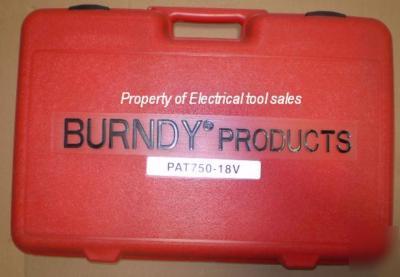 Property of Electrical tool sales
BURNDY® PRODUCTS
PAT750-18V